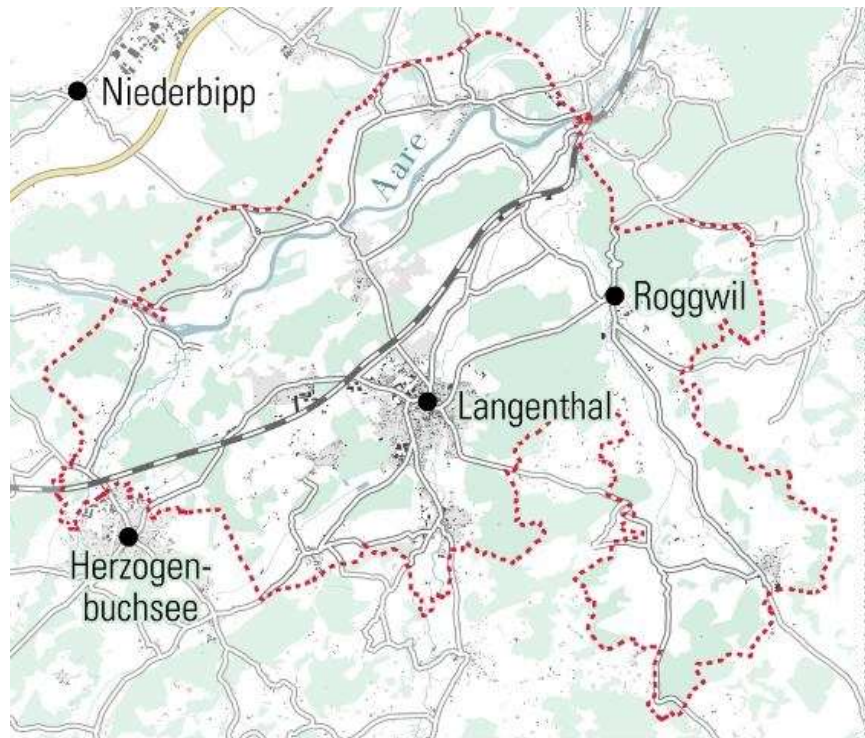 Niederbipp
Aare
Roggwil
Langenthal
Herzogen-
buchsee